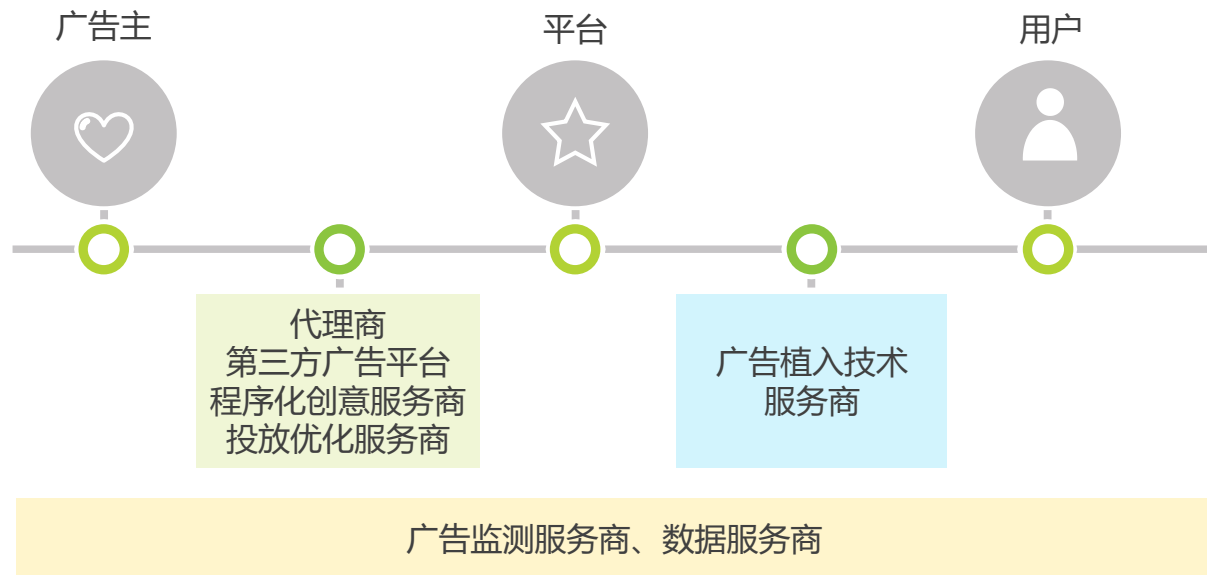 广告主
平台
用户
代理商
第三方广告平台
程序化创意服务商
投放优化服务商
广告植入技术
服务商
广告监测服务商、数据服务商